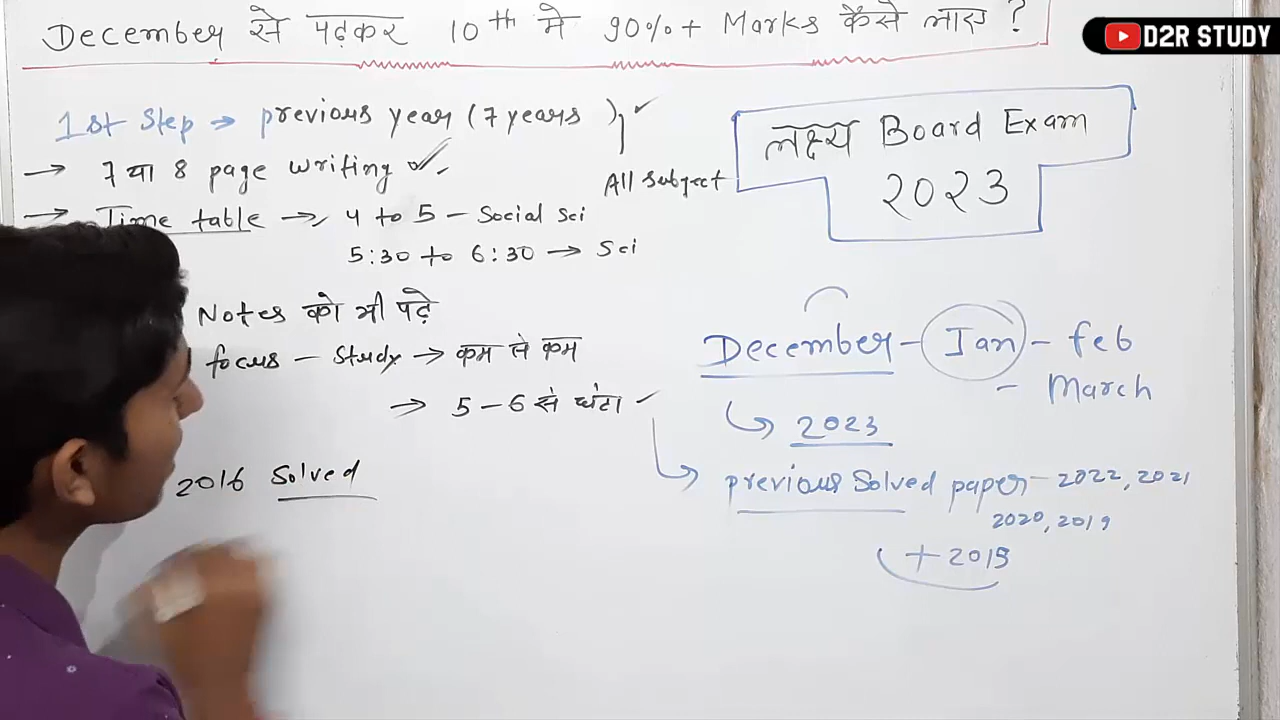 December से पढ़कर 10th मे 90%+ Marks कैसे लाए ?
D2R STUDY
1st Step → previous year (7 years )
→ 7 या 8 page writing
All subject
→ Time table → 4 to 5 - Social sci
5:30 to 6:30 → Sci
Notes को भी पढ़े
focus - Study → कम से कम
→ 5-6 से घंटा
2016 Solved
लक्ष्य Board Exam
2023
December - Jan - feb
- March
2023
previous Solved paper - 2022, 2021
2020, 2019
+ 2015